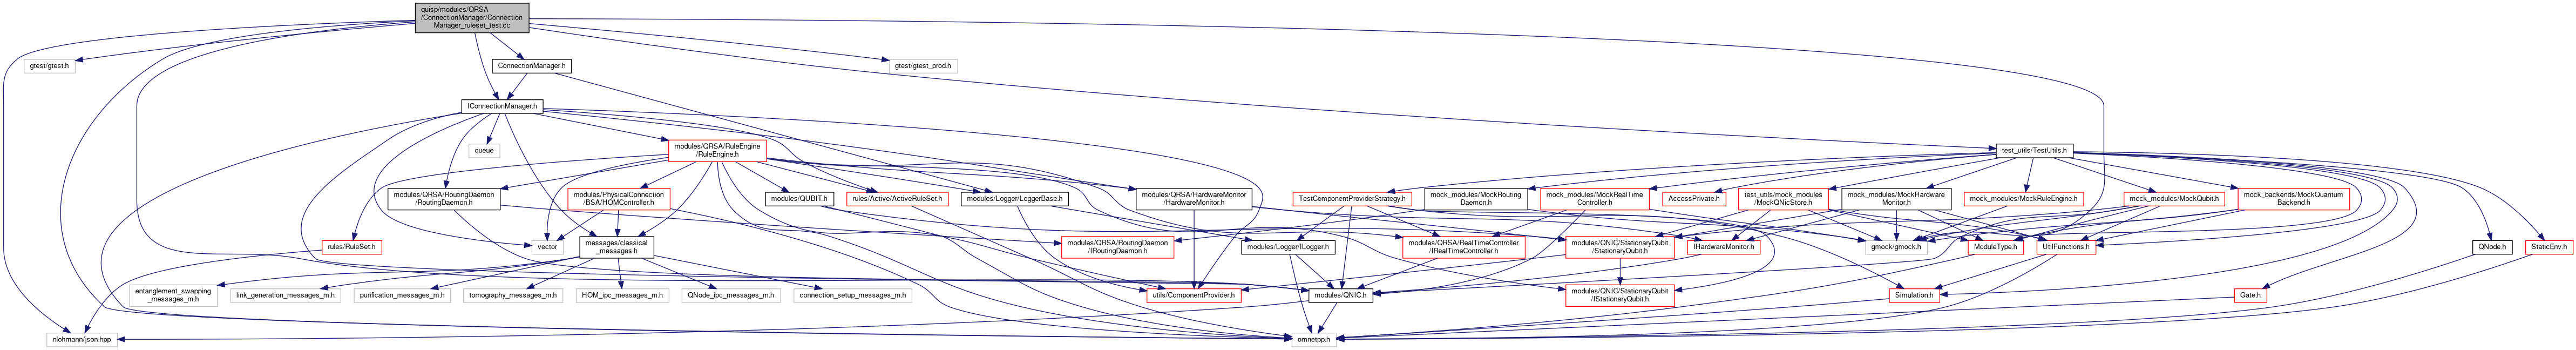 quisp/modules/QRSA
/ConnectionManager/Connection
Manager_ruleset_test.cc
gtest/gtest.h
ConnectionManager.h
gtest/gtest_prod.h
IConnectionManager.h
queue
modules/QRSA/RuleEngine
/RuleEngine.h
test_utils/TestUtils.h
modules/QRSA/RoutingDaemon
/RoutingDaemon.h
modules/PhysicalConnection
/BSA/HOMController.h
modules/QUBIT.h
rules/Active/ActiveRuleSet.h
modules/Logger/LoggerBase.h
modules/QRSA/HardwareMonitor
/HardwareMonitor.h
TestComponentProviderStrategy.h
mock_modules/MockRouting
Daemon.h
mock_modules/MockRealTime
Controller.h
AccessPrivate.h
test_utils/mock_modules
/MockQNicStore.h
mock_modules/MockHardware
Monitor.h
mock_modules/MockRuleEngine.h
mock_modules/MockQubit.h
mock_backends/MockQuantum
Backend.h
rules/RuleSet.h
vector
messages/classical
_messages.h
modules/QRSA/RoutingDaemon
/IRoutingDaemon.h
modules/Logger/ILogger.h
modules/QRSA/RealTimeController
/IRealTimeController.h
modules/QNIC/StationaryQubit
/StationaryQubit.h
IHardwareMonitor.h
gmock/gmock.h
ModuleType.h
UtilFunctions.h
QNode.h
StaticEnv.h
entanglement_swapping
_messages_m.h
link_generation_messages_m.h
purification_messages_m.h
tomography_messages_m.h
HOM_ipc_messages_m.h
QNode_ipc_messages_m.h
connection_setup_messages_m.h
utils/ComponentProvider.h
modules/QNIC.h
modules/QNIC/StationaryQubit
/IStationaryQubit.h
Simulation.h
Gate.h
nlohmann/json.hpp
omnetpp.h